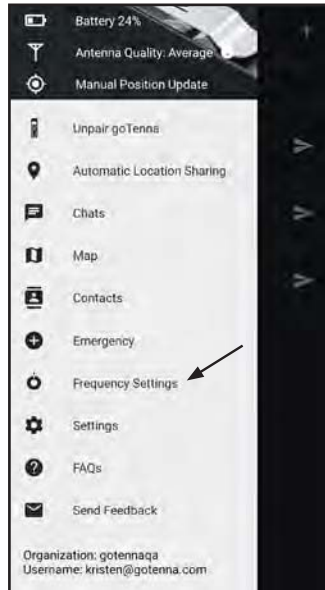 Battery 24%
Antenna Quality: Average
Manual Position Update
Unpair goTenna
Automatic Location Sharing
Chats
Map
Contacts
Emergency
Frequency Settings
Settings
FAQs
Send Feedback
Organization: gotennaqa
Username: kristen@gotenna.com